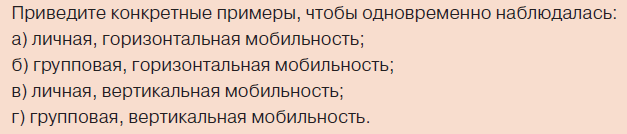 Приведите конкретные примеры, чтобы одновременно наблюдалась:
а) личная, горизонтальная мобильность;
б) групповая, горизонтальная мобильность;
в) личная, вертикальная мобильность;
г) групповая, вертикальная мобильность.